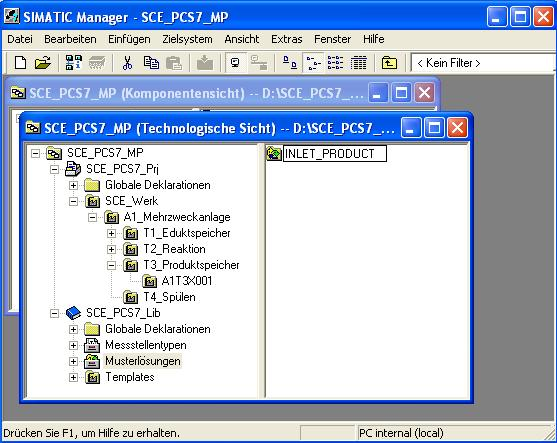 SIMATIC Manager - SCE_PCS7_MP
Datei Bearbeiten Einfügen Zielsystem Ansicht Extras Fenster Hilfe
< Kein Filter >
SCE_PCS7_MP (Komponentensicht) -- D:\SCE_PCS7_...
SCE_PCS7_MP (Technologische Sicht) -- D:\SCE_PCS7_...
SCE_PCS7_MP
SCE_PCS7_Prj
Globale Deklarationen
SCE_Werk
A1_Mehrzweckanlage
T1_Eduktspeicher
T2_Reaktion
T3_Produktspeicher
A1T3X001
T4_Spülen
SCE_PCS7_Lib
Globale Deklarationen
Messstellentypen
Musterlösungen
Templates
INLET_PRODUCT
Drücken Sie F1, um Hilfe zu erhalten. PC internal (local)